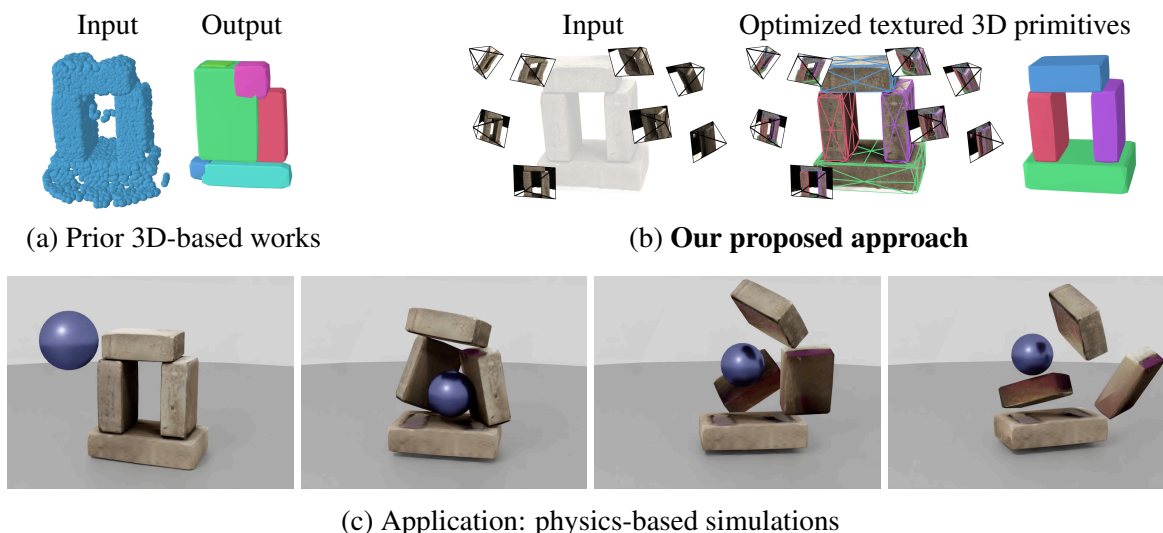 Input Output Input Optimized textured 3D primitives
(a) Prior 3D-based works (b) Our proposed approach
(c) Application: physics-based simulations